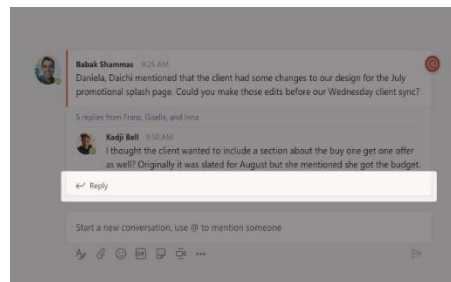 Babak Shammas 9:25 AM
Daniela, Daichi mentioned that the client had some changes to our design for the July
promotional splash page. Could you make those edits before our Wednesday client sync?
5 replies from Franz, Giselle, and Inna
Kadji Bell 9:50 AM
I thought the client wanted to include a section about the buy one get one offer
as well? Originally it was slated for August but she mentioned she got the budget.
Reply
Start a new conversation, use @ to mention someone